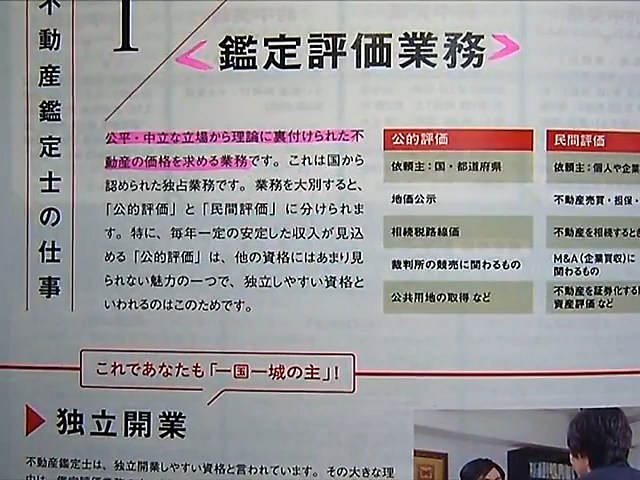 不動産鑑定士の仕事
1
鑑定評価業務
公平・中立な立場から理論に裏付けられた不
動産の価格を求める業務です。これは国から
認められた独占業務です。業務を大別すると、
「公的評価」と「民間評価」に分けられま
す。特に、毎年一定の安定した収入が見込
める「公的評価」は、他の資格にはあまり見
られない魅力の一つで、独立しやすい資格と
いわれるのはこのためです。
公的評価
依頼主：国・都道府県
地価公示
相続税路線価
裁判所の競売に関わるもの
公共用地の取得 など
民間評価
依頼主：個人や企業
不動産売買・担保・
不動産を相続するとき
M&A（企業買収）に
関わるもの
不動産を証券化する
資産評価 など
これであなたも「一国一城の主」！
独立開業
不動産鑑定士は、独立開業しやすい資格と言われています。その大きな理